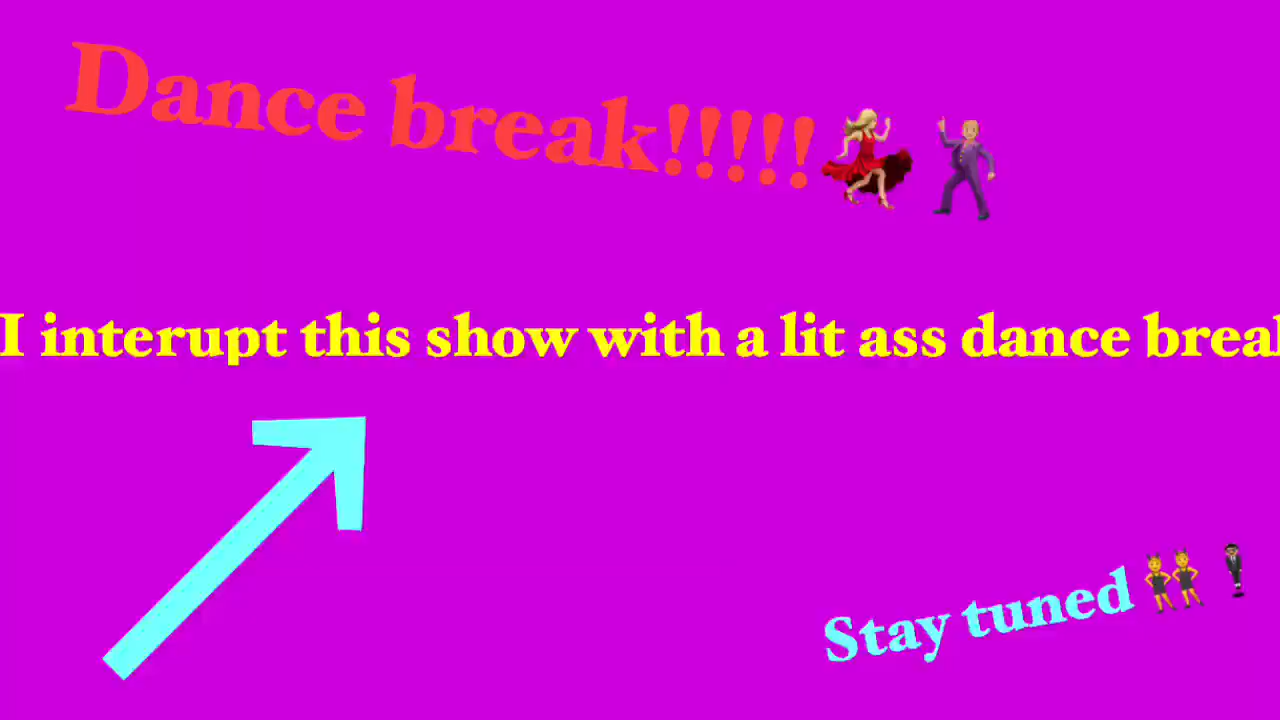 Dance break!!!!!💃🏼🕺🏼
I interupt this show with a lit ass dance brea
Stay tuned👯🕴🏿